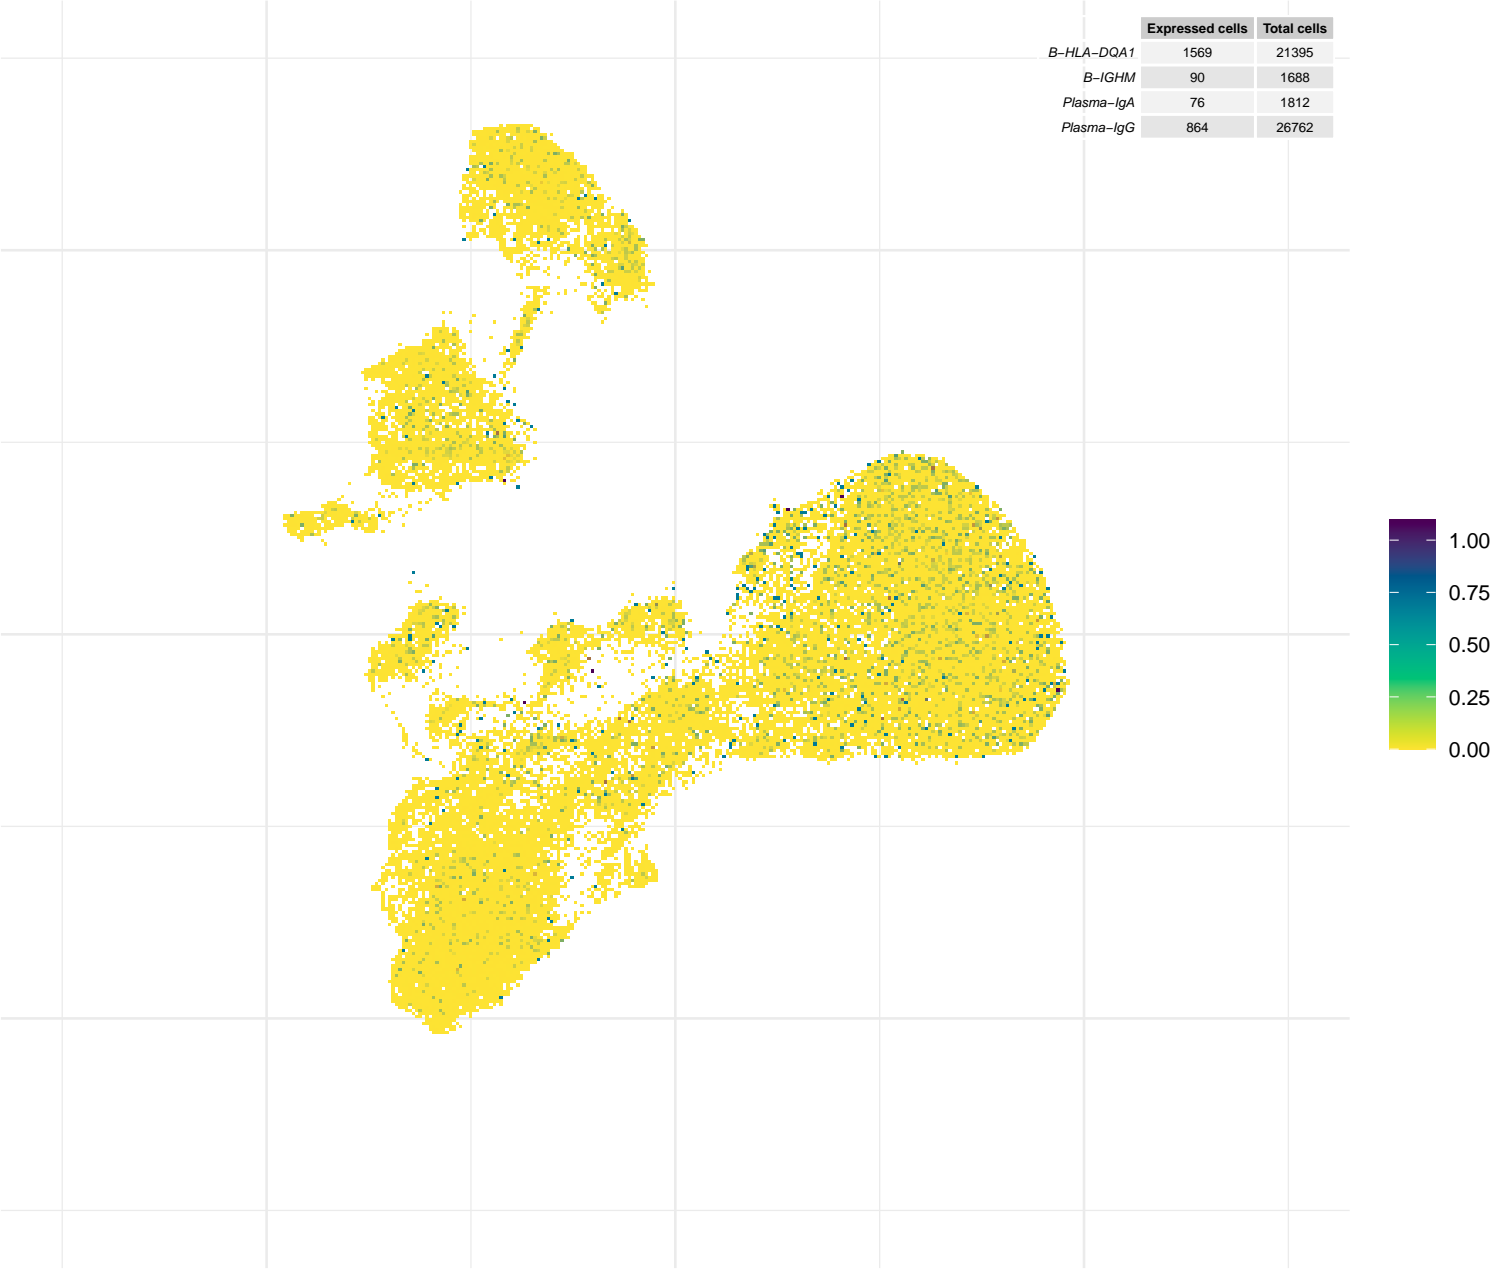 Expressed cells Total cells
B−HLA−DQA1 1569 21395
B−IGHM 90 1688
Plasma−IgA 76 1812
Plasma−IgG 864 26762
1.00
0.75
0.50
0.25
0.00